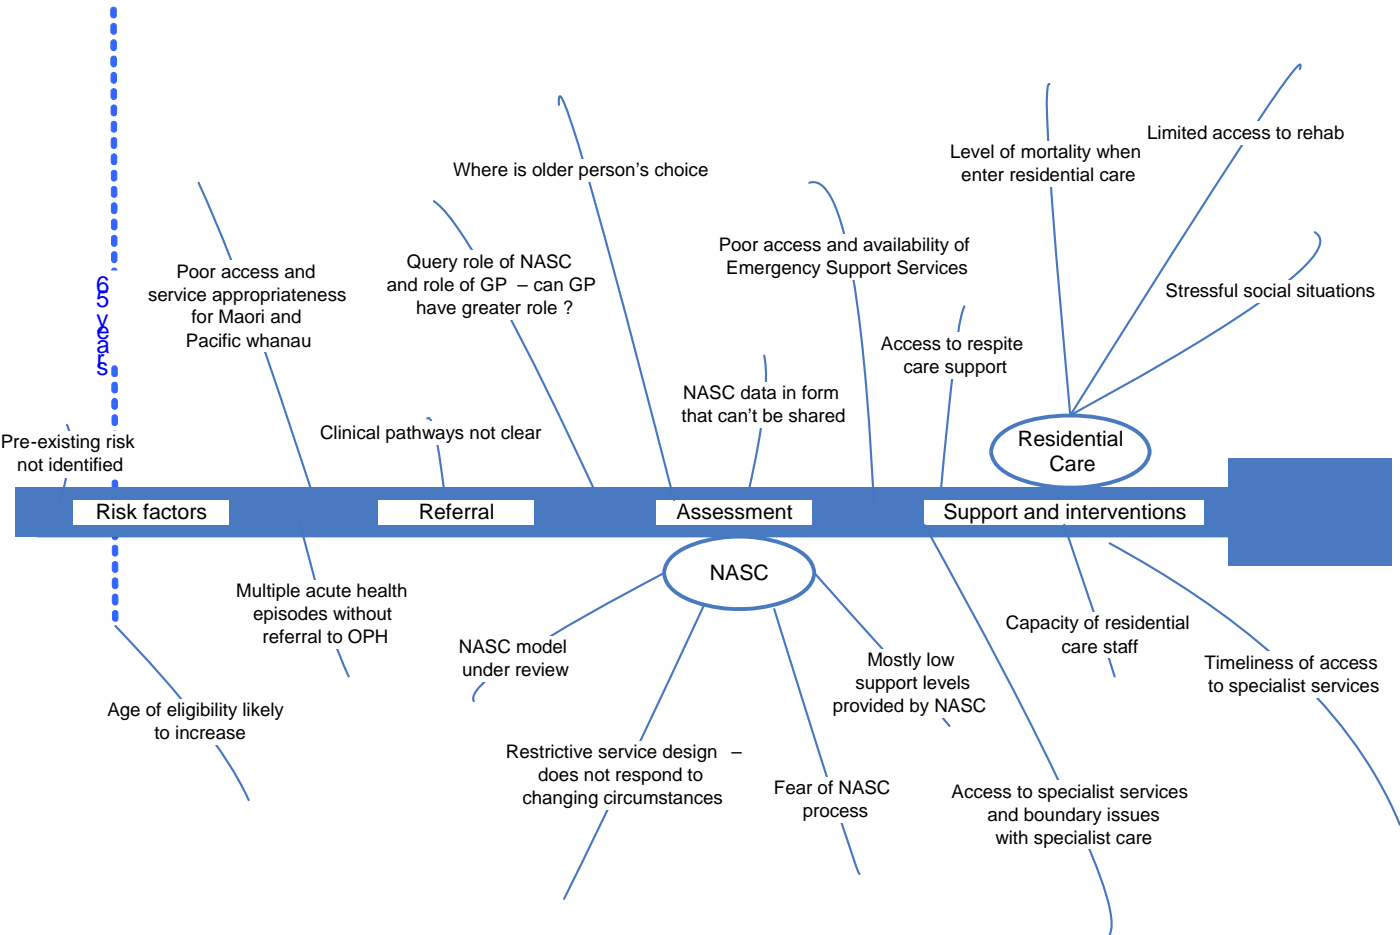 Limited access to rehab
Level of mortality when
enter residential care
Where is older person's choice
Poor access and availability of
Emergency Support Services
Query role of NASC
and role of GP – can GP
have greater role ?
Poor access and
service appropriateness
for Maori and
Pacific whanau
65 years
Stressful social situations
Access to respite
care support
NASC data in form
that can't be shared
Clinical pathways not clear
Pre-existing risk
not identified
Residential
Care
Risk factors
Referral
Assessment
Support and interventions
NASC
Multiple acute health
episodes without
referral to OPH
Capacity of residential
care staff
NASC model
under review
Mostly low
support levels
provided by NASC
Timeliness of access
to specialist services
Age of eligibility likely
to increase
Restrictive service design –
does not respond to
changing circumstances
Fear of NASC
process
Access to specialist services
and boundary issues
with specialist care